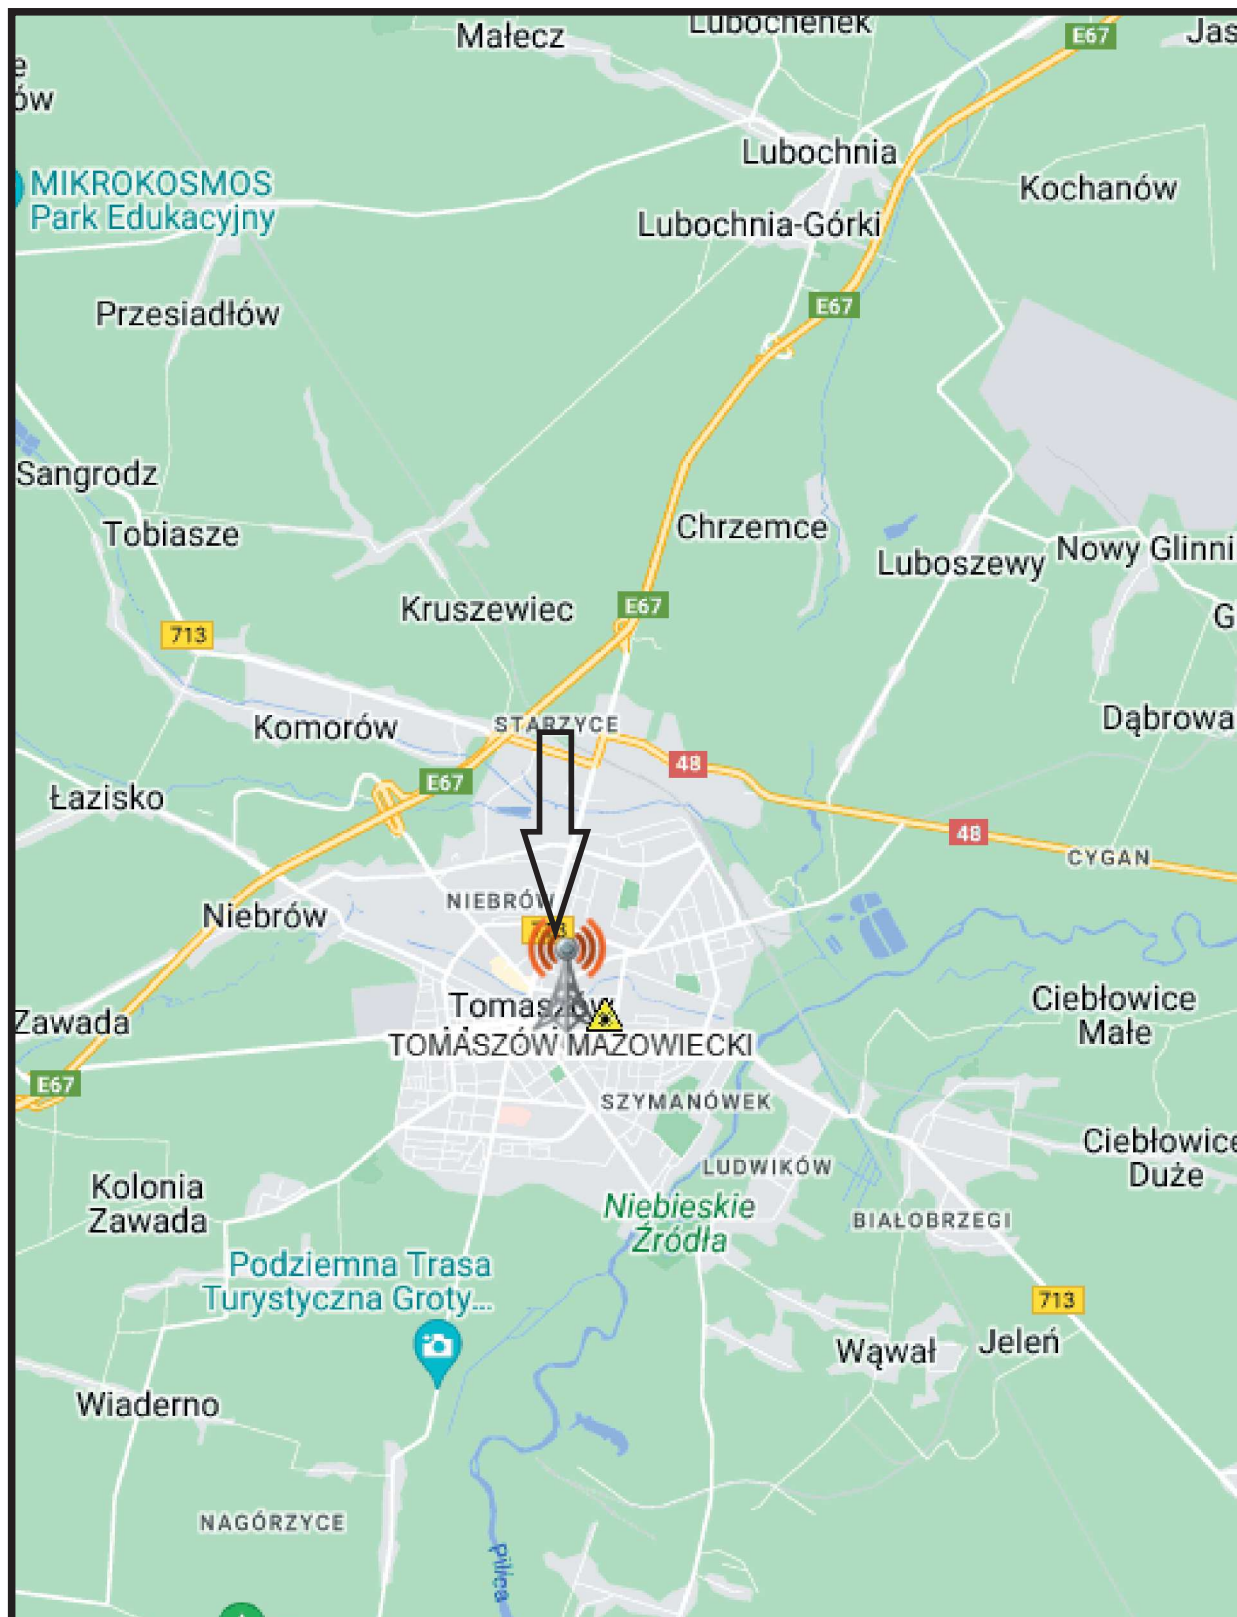 Małecz
Lubochenek
E67
Jas
e
ów
Lubochnia
MIKROKOSMOS
Park Edukacyjny
Kochanów
Lubochnia-Górki
E67
Przesiadłów
Sangrodz
Tobiasze
Chrzemce
Luboszewy
Nowy Glinni
Kruszewiec
E67
G
713
Komorów
STARZYCE
Dąbrowa
48
E67
Łazisko
48
CYGAN
NIEBRÓW
Niebrów
713
Tomaszów
Ciebłowice
Małe
Zawada
TOMASZÓW MAZOWIECKI
E67
SZYMANÓWEK
Ciebłowice
Duże
LUDWIKÓW
Kolonia
Zawada
Niebieskie
Źródła
BIAŁOBRZEGI
Podziemna Trasa
Turystyczna Groty...
713
Wąwał
Jeleń
Wiaderno
NAGÓRZYCE
Pilica